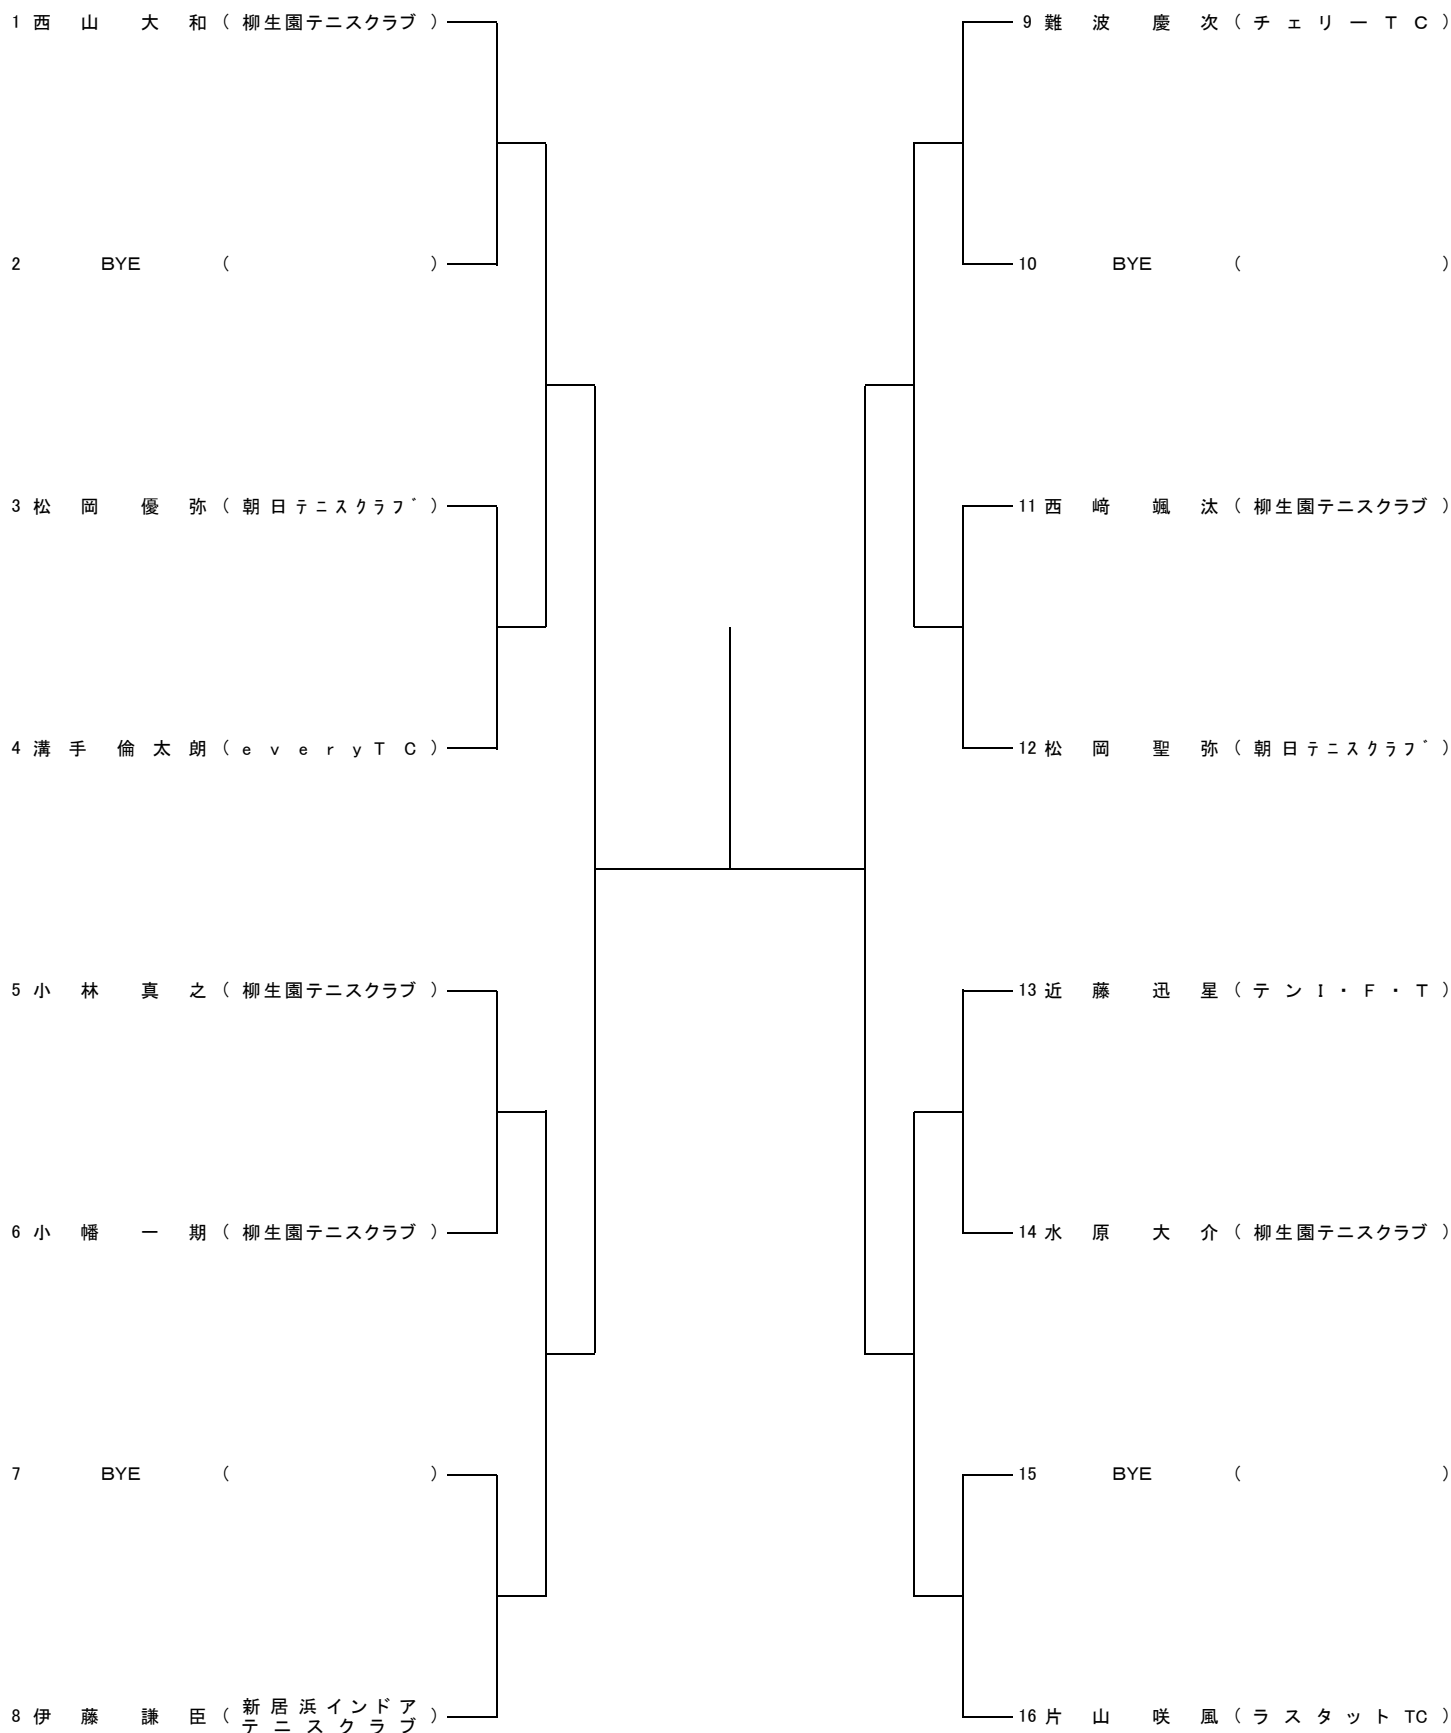 1 西山 大和 ( 柳生園テニスクラブ )
2 BYE ( )
3 松岡 優弥 ( 朝日ﾃﾆｽｸﾗﾌﾞ )
4 溝手 倫太朗 ( everyTC )
5 小林 真之 ( 柳生園テニスクラブ )
6 小幡 一期 ( 柳生園テニスクラブ )
7 BYE ( )
8 伊藤 謙臣 ( 新居浜インドア
テニスクラブ )
9 難波 慶次 ( チェリーTC )
10 BYE ( )
11 西﨑 颯汰 ( 柳生園テニスクラブ )
12 松岡 聖弥 ( 朝日ﾃﾆｽｸﾗﾌﾞ )
13 近藤 迅星 ( テンI・F・T )
14 水原 大介 ( 柳生園テニスクラブ )
15 BYE ( )
16 片山 咲風 ( ラスタットTC )